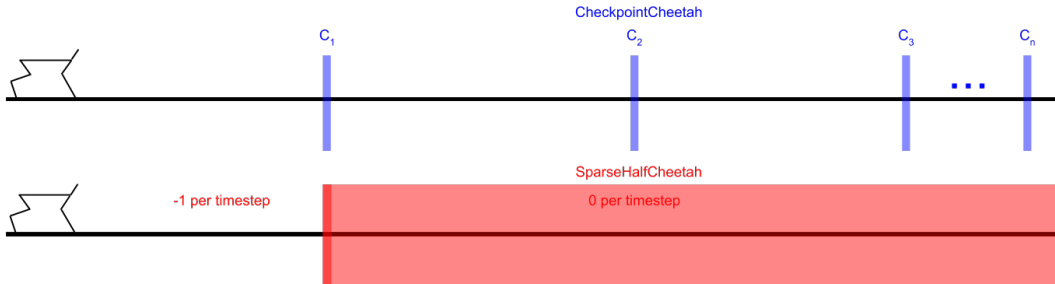 CheckpointCheetah
C₁ C₂ C₃ Cₙ
...
SparseHalfCheetah
-1 per timestep 0 per timestep